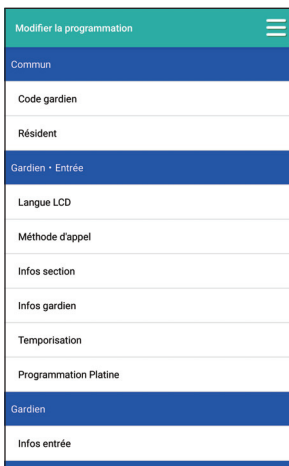 Modifier la programmation
Commun
Code gardien
Résident
Gardien・Entrée
Langue LCD
Méthode d'appel
Infos section
Infos gardien
Temporisation
Programmation Platine
Gardien
Infos entrée